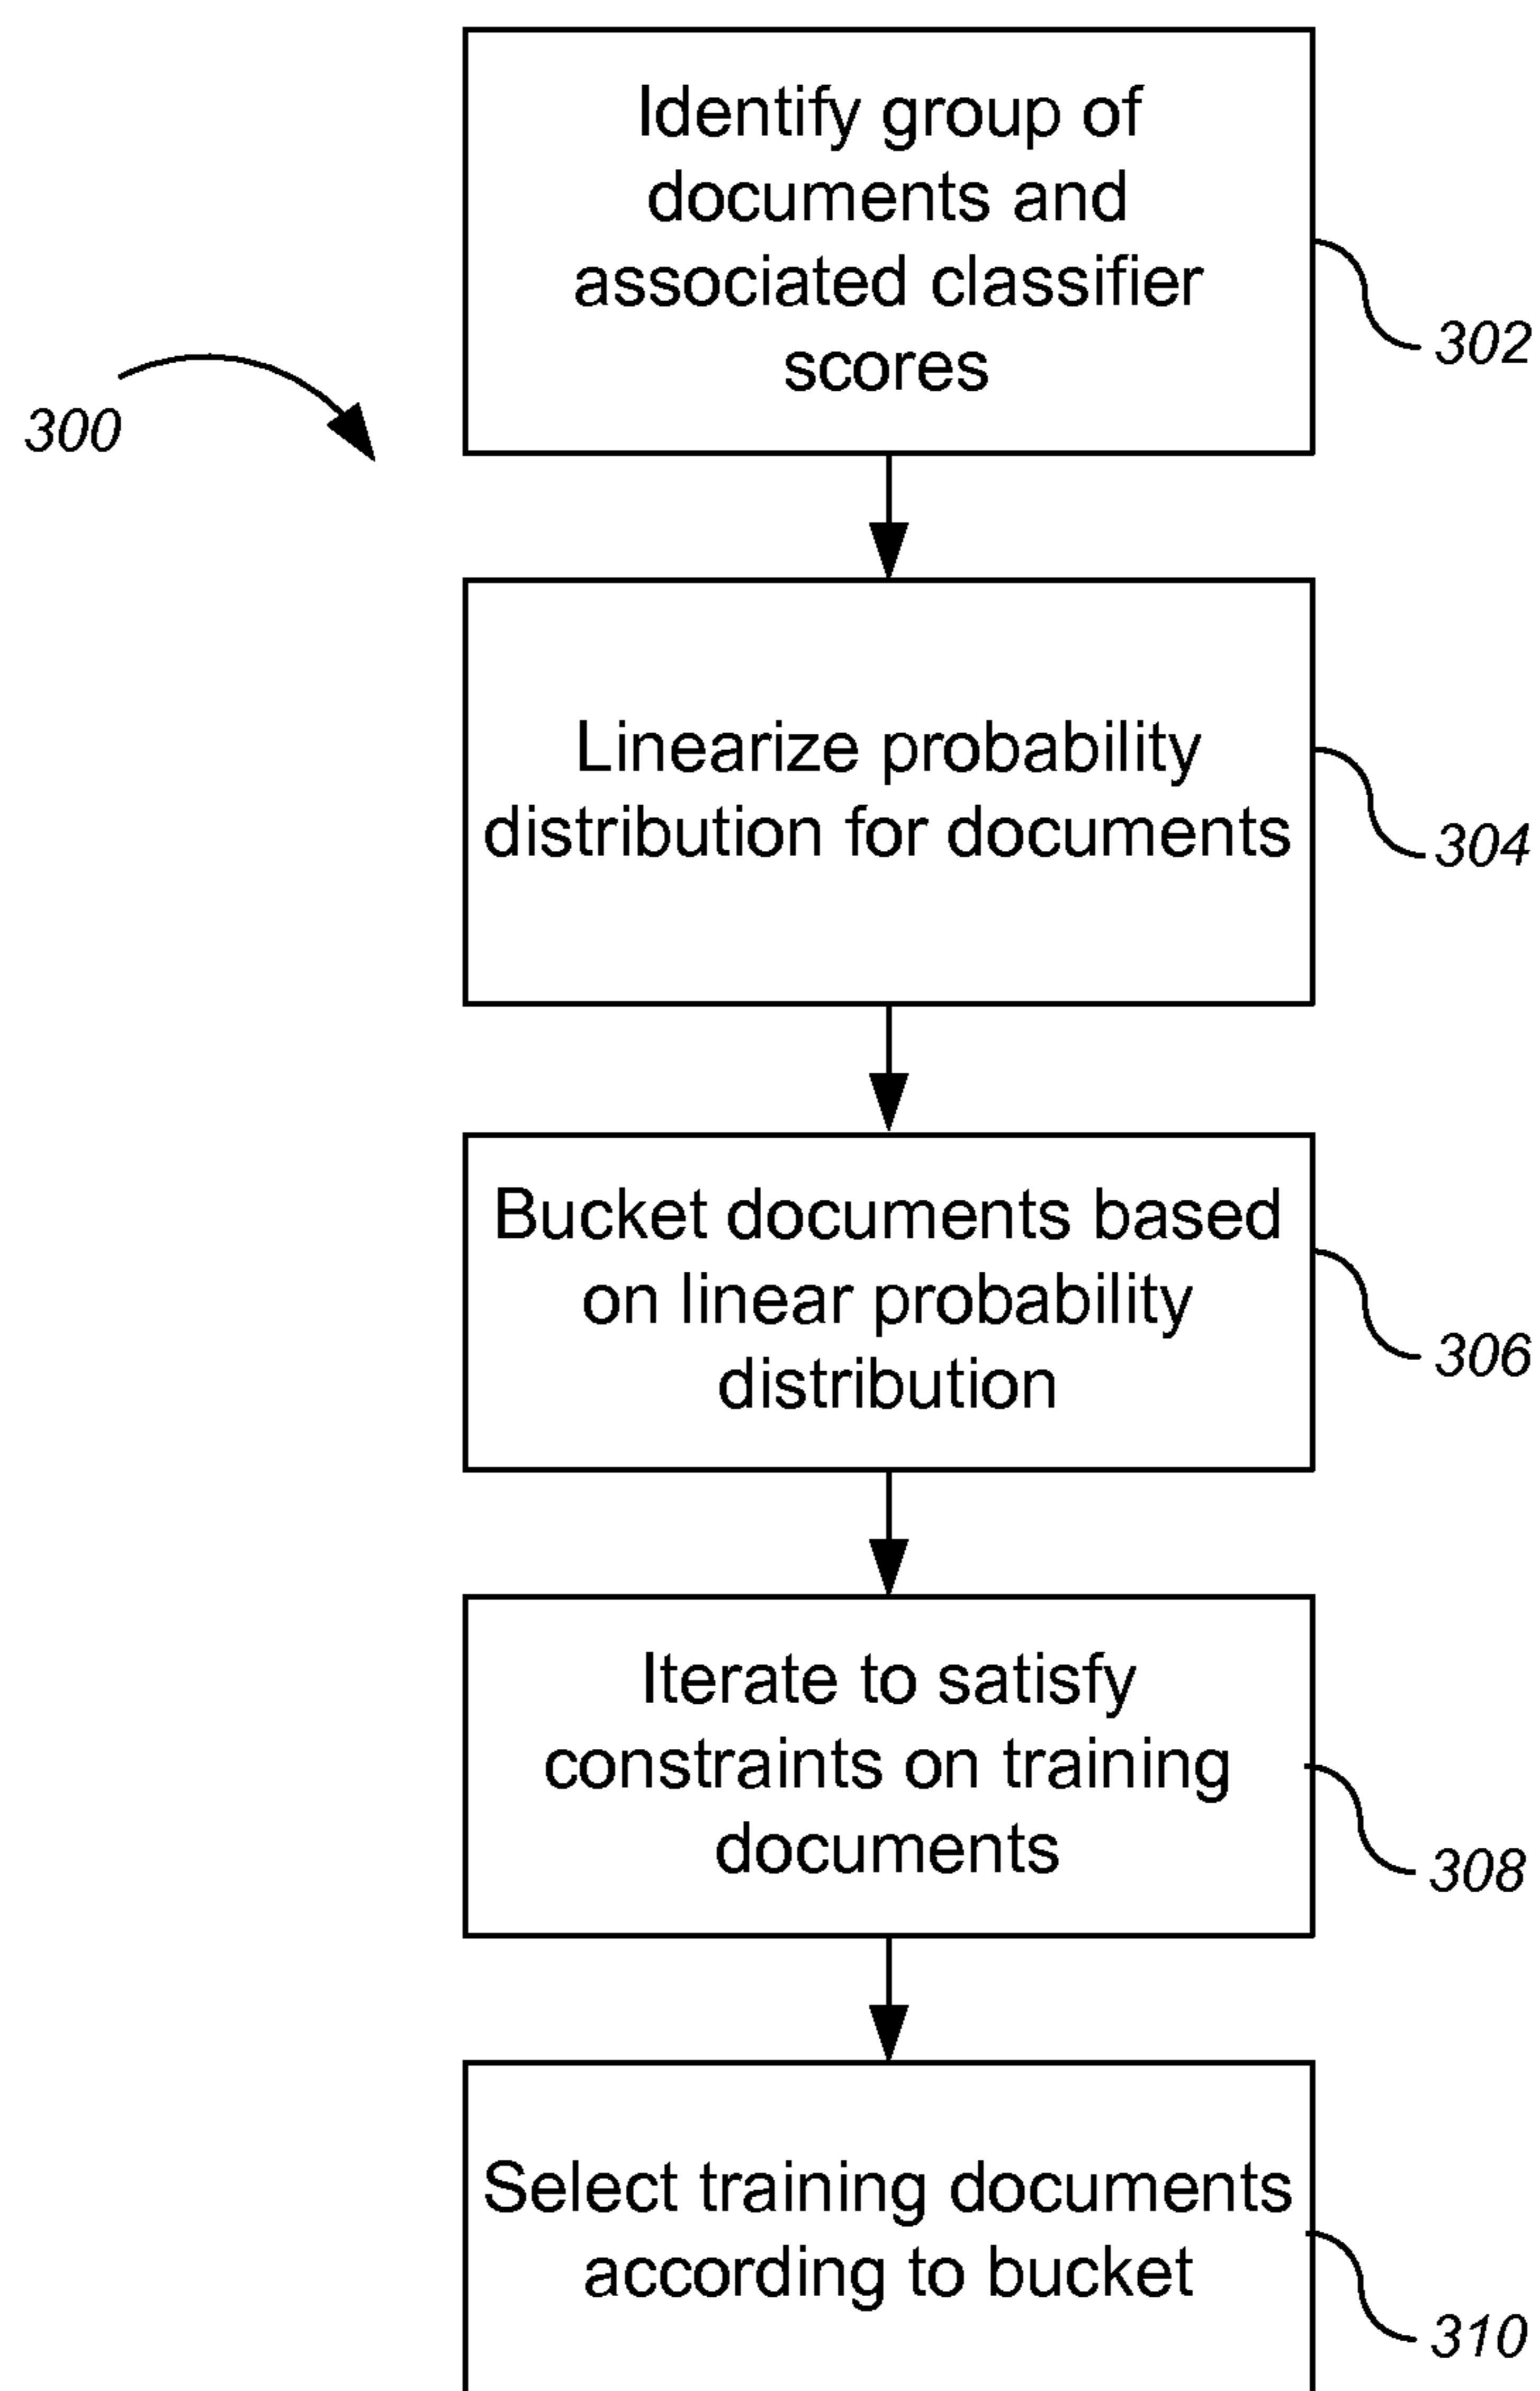 Identify group of
documents and
associated classifier
scores
302
300
Linearize probability
distribution for documents
304
Bucket documents based
on linear probability
distribution
306
Iterate to satisfy
constraints on training
documents
308
Select training documents
according to bucket
310